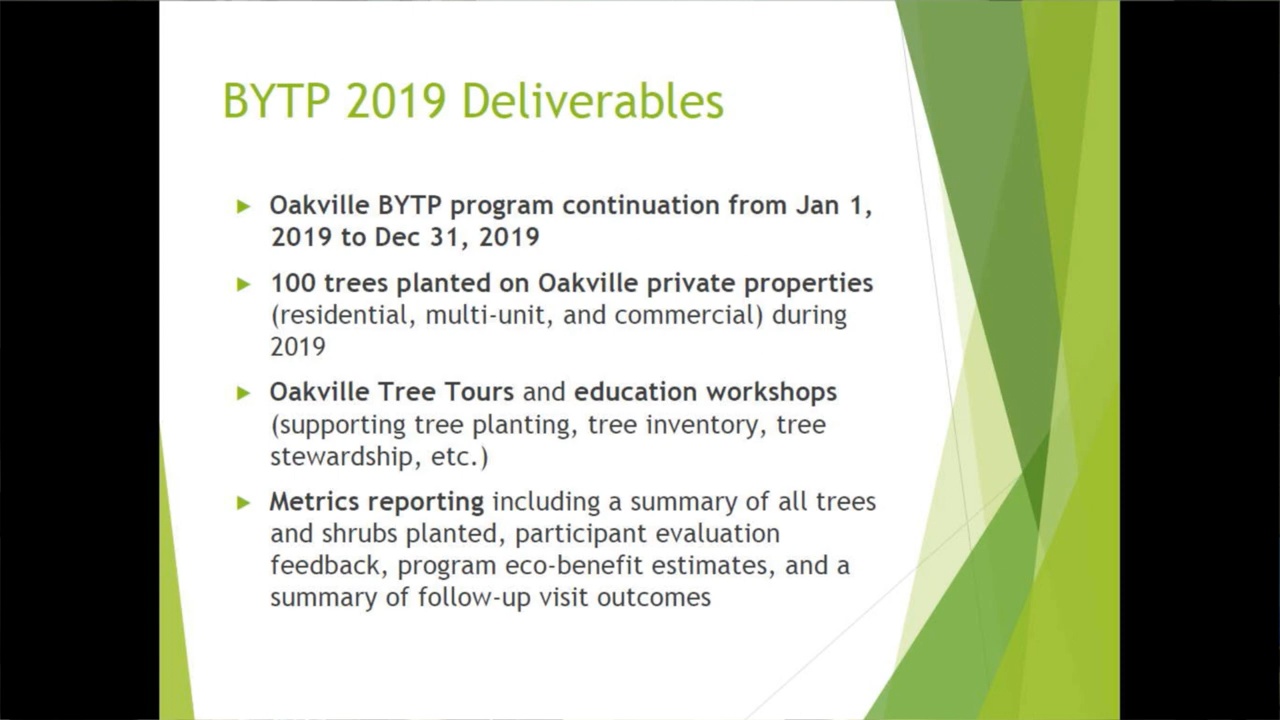 BYTP 2019 Deliverables
Oakville BYTP program continuation from Jan 1,
2019 to Dec 31, 2019
100 trees planted on Oakville private properties
(residential, multi-unit, and commercial) during
2019
Oakville Tree Tours and education workshops
(supporting tree planting, tree inventory, tree
stewardship, etc.)
Metrics reporting including a summary of all trees
and shrubs planted, participant evaluation
feedback, program eco-benefit estimates, and a
summary of follow-up visit outcomes